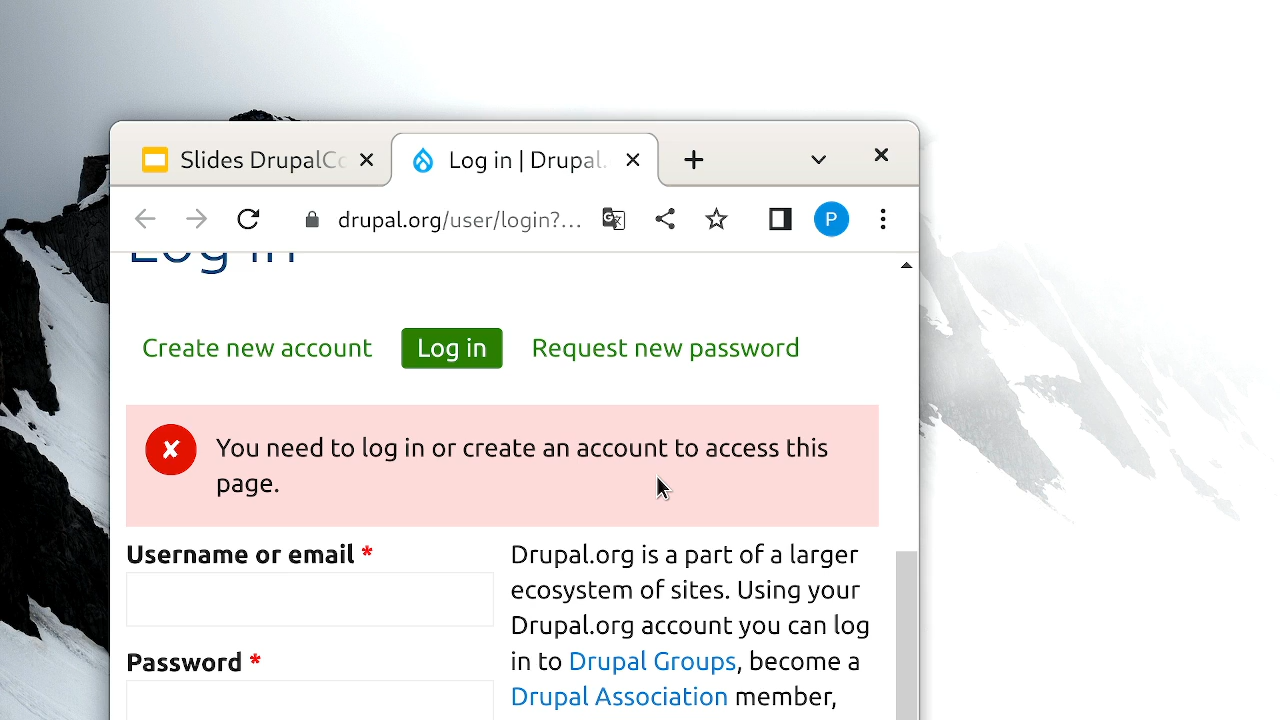 Slides DrupalCo
Log in | Drupal.
drupal.org/user/login?...
P
Log in
Create new account
Log in
Request new password
You need to log in or create an account to access this
page.
Username or email *
Password *
Drupal.org is a part of a larger
ecosystem of sites. Using your
Drupal.org account you can log
in to Drupal Groups, become a
Drupal Association member,